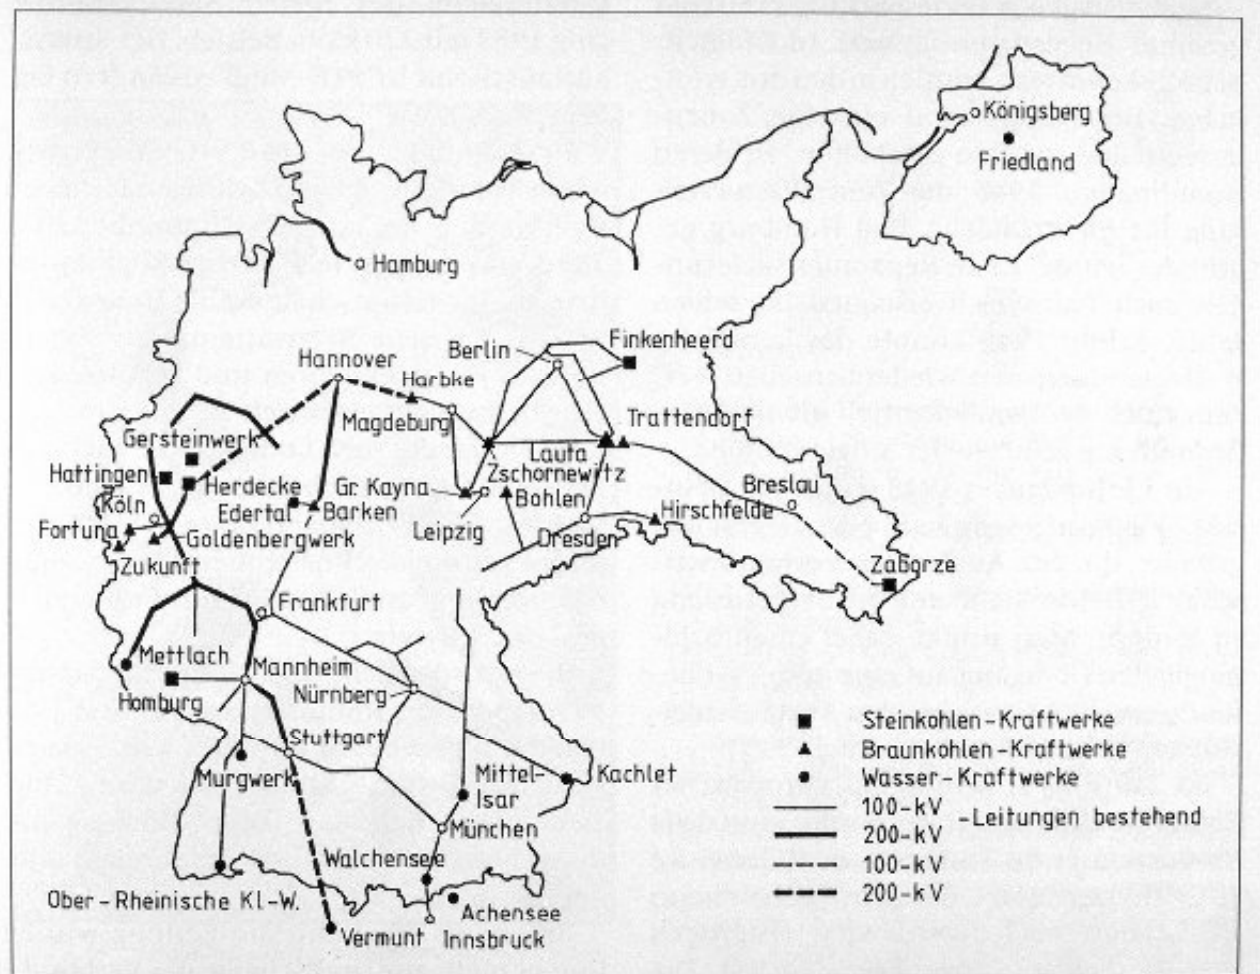 Königsberg
Friedland
Hamburg
Finkenheerd
Berlin
Hannover
Harbke
Magdeburg
Trattendorf
Gersteinwerk
Lauta
Zschornewitz
Hattingen
Herdecke
Gr Kayna
Bohlen
Breslau
Köln
Edertal
Barken
Hirschfelde
Fortuna
Leipzig
Dresden
Goldenbergwerk
Zukunft
Zaborze
Frankfurt
Mettlach
Mannheim
Homburg
Nürnberg
Stuttgart
Steinkohlen-Kraftwerke
Braunkohlen-Kraftwerke
Wasser-Kraftwerke
Murgwerk
Mittel-
Isar
Kachlet
100-kV
-Leitungen bestehend
200-kV
100-kV
200-kV
München
Walchensee
Ober-Rheinische Kl-W.
Achensee
Vermunt
Innsbruck